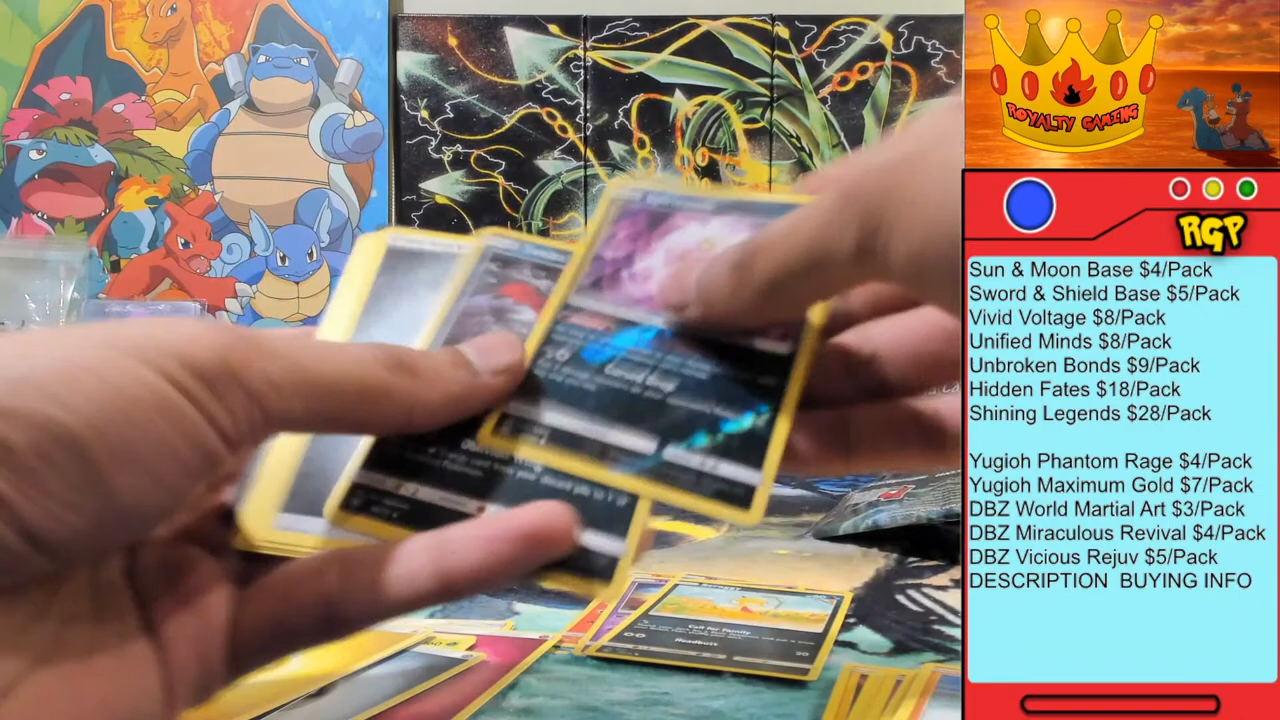 ROYALTY GAMING
RGP
Sun & Moon Base $4/Pack
Sword & Shield Base $5/Pack
Vivid Voltage $8/Pack
Unified Minds $8/Pack
Unbroken Bonds $9/Pack
Hidden Fates $18/Pack
Shining Legends $28/Pack
Yugioh Phantom Rage $4/Pack
Yugioh Maximum Gold $7/Pack
DBZ World Martial Art $3/Pack
DBZ Miraculous Revival $4/Pack
DBZ Vicious Rejuv $5/Pack
DESCRIPTION BUYING INFO
Oblivion Wing
Call for Family
Headbutt
20